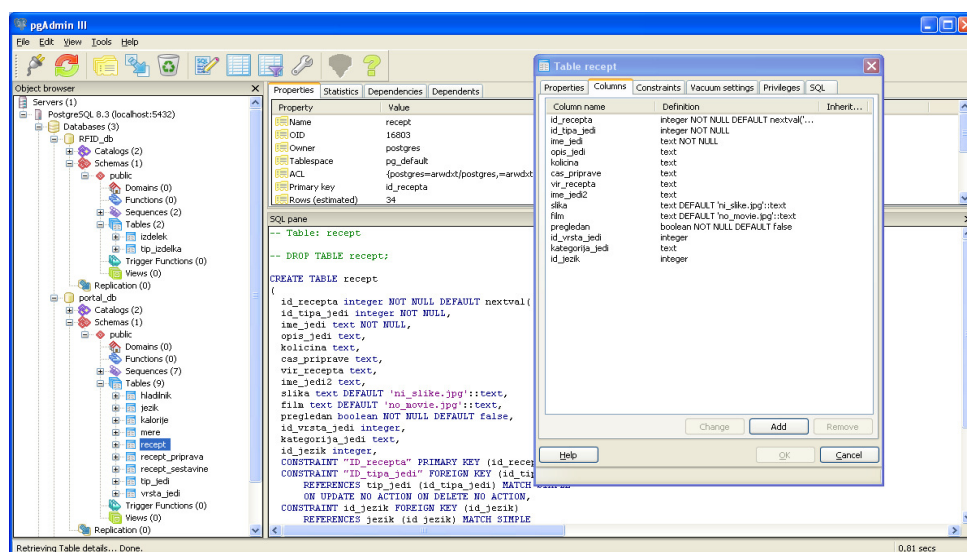 pgAdmin III
File Edit View Tools Help
Object browser
Servers (1)
PostgreSQL 8.3 (localhost:5432)
Databases (3)
RFID_db
Catalogs (2)
Schemas (1)
public
Domains (0)
Functions (0)
Sequences (2)
Tables (2)
izdelek
tip_izdelka
Trigger Functions (0)
Views (0)
Replication (0)
portal_db
Catalogs (2)
Schemas (1)
public
Domains (0)
Functions (0)
Sequences (7)
Tables (9)
hladilnik
jezik
kalorije
mere
recept
recept_priprava
recept_sestavine
tip_jedi
vrsta_jedi
Trigger Functions (0)
Views (0)
Replication (0)
Properties Statistics Dependencies Dependents
Property Value
Name recept
OID 16803
Owner postgres
Tablespace pg_default
ACL {postgres=arwdxt/postgres,=arwdxt
Primary key id_recepta
Rows (estimated) 34
SQL pane
-- Table: recept
-- DROP TABLE recept;
CREATE TABLE recept
(
id_recepta integer NOT NULL DEFAULT nextval(
id_tipa_jedi integer NOT NULL,
ime_jedi text NOT NULL,
opis_jedi text,
kolicina text,
cas_priprave text,
vir_recepta text,
ime_jedi2 text,
slika text DEFAULT 'ni_slike.jpg'::text,
film text DEFAULT 'no_movie.jpg'::text,
pregledan boolean NOT NULL DEFAULT false,
id_vrsta_jedi integer,
kategorija_jedi text,
id_jezik integer,
CONSTRAINT "ID_recepta" PRIMARY KEY (id_recep
CONSTRAINT "ID_tipa_jedi" FOREIGN KEY (id_tip
REFERENCES tip_jedi (id_tipa_jedi) MATCH SIMPLE
ON UPDATE NO ACTION ON DELETE NO ACTION,
CONSTRAINT id_jezik FOREIGN KEY (id_jezik)
REFERENCES jezik (id_jezik) MATCH SIMPLE
Table recept
Properties Columns Constraints Vacuum settings Privileges SQL
Column name Definition Inherit...
id_recepta integer NOT NULL DEFAULT nextval('...
id_tipa_jedi integer NOT NULL
ime_jedi text NOT NULL
opis_jedi text
kolicina text
cas_priprave text
vir_recepta text
ime_jedi2 text
slika text DEFAULT 'ni_slike.jpg'::text
film text DEFAULT 'no_movie.jpg'::text
pregledan boolean NOT NULL DEFAULT false
id_vrsta_jedi integer
kategorija_jedi text
id_jezik integer
Change Add Remove
Help OK Cancel
Retrieving Table details... Done. 0,81 secs